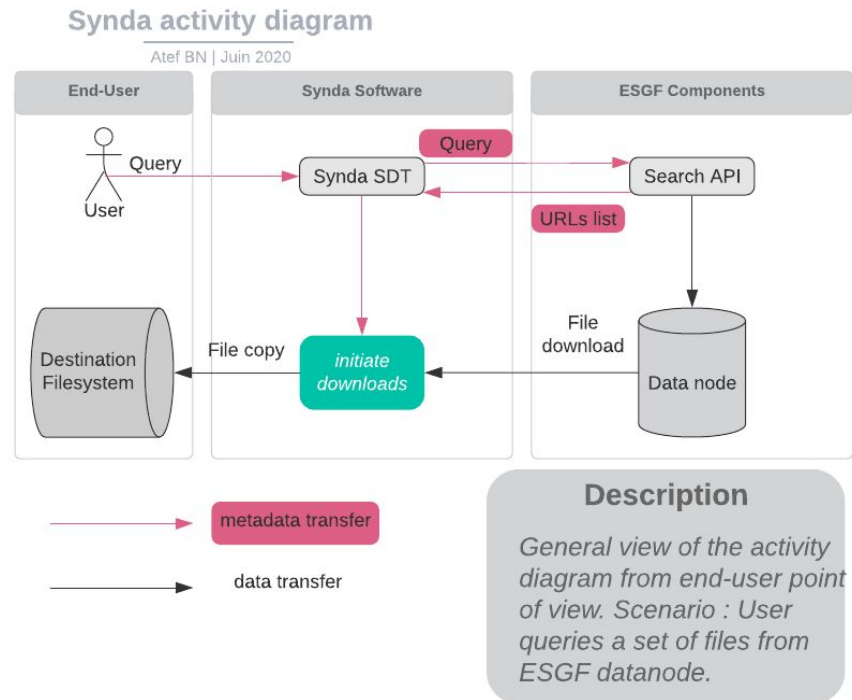 Synda activity diagram
Atef BN | Juin 2020
End-User
Synda Software
ESGF Components
Query
User
Synda SDT
Query
URLs list
Search API
Destination
Filesystem
File copy
initiate
downloads
File
download
Data node
metadata transfer
data transfer
Description
General view of the activity
diagram from end-user point
of view. Scenario : User
queries a set of files from
ESGF datanode.